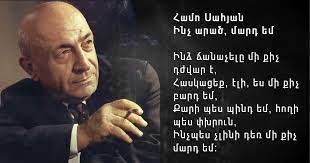 Համո Սահյան
Ինչ արած, մարդ եմ
Ինձ ճանաչելը մի քիչ
դժվար է,
Հասկացեք, էլի, ես մի քիչ
բարդ եմ,
Քարի պես պինդ եմ, հողի
պես փխրուն,
Ինչպես չլինի դեռ մի քիչ
մարդ եմ: